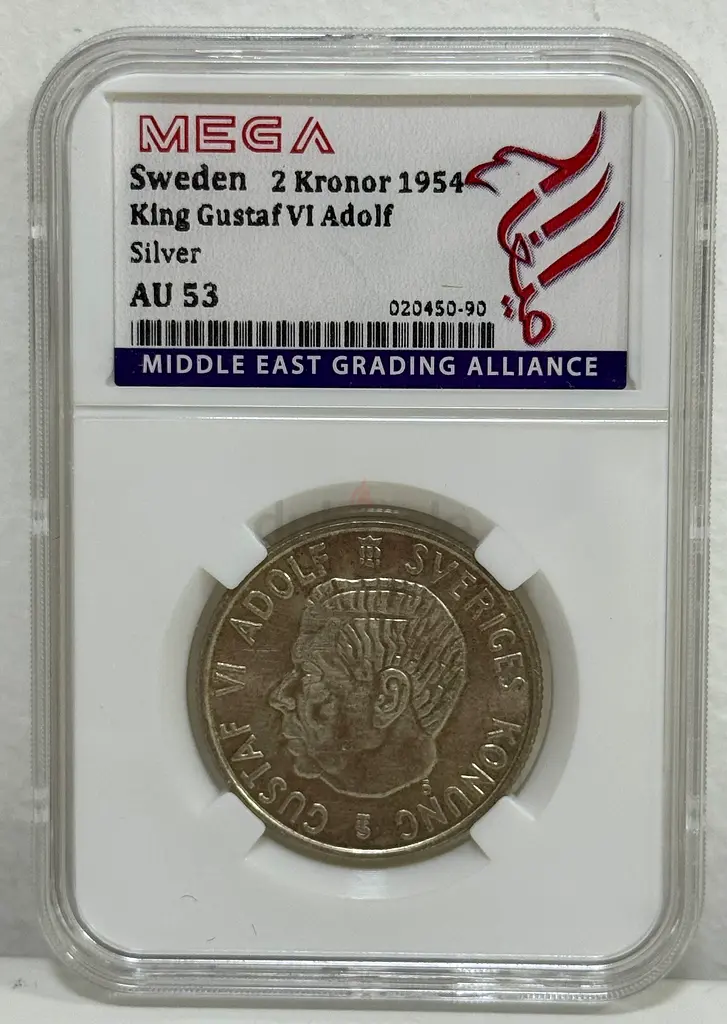 MEGA
Sweden 2 Kronor 1954
King Gustaf VI Adolf
Silver
AU 53
020450-90
MIDDLE EAST GRADING ALLIANCE
GUSTAF VI ADOLF SVERIGES KONUNG